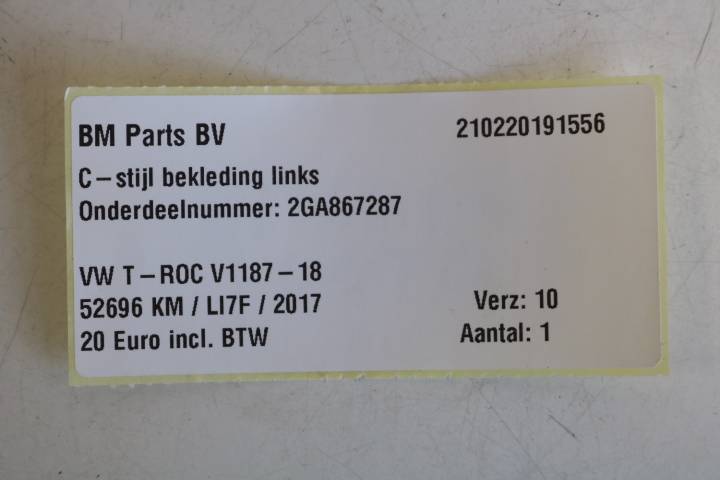 BM Parts BV 210220191556
C-stijl bekleding links
Onderdeelnummer: 2GA867287
VW T-ROC V1187-18
52696 KM / LI7F / 2017 Verz: 10
20 Euro incl. BTW Aantal: 1